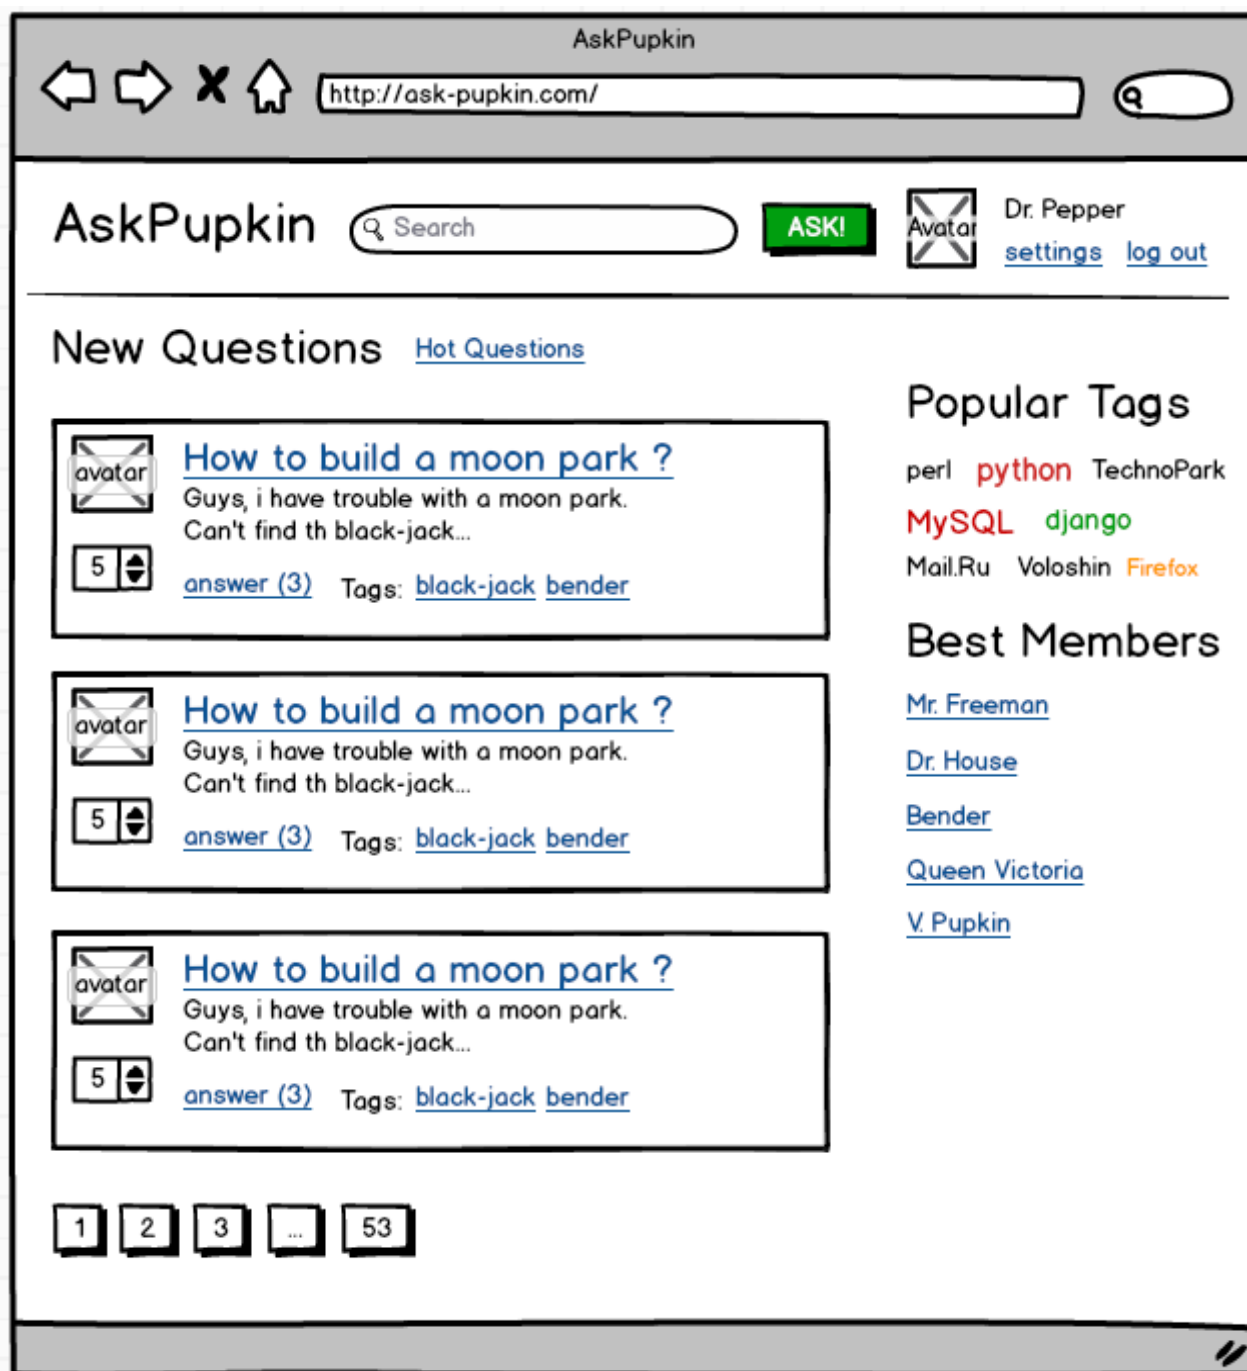 AskPupkin
http://ask-pupkin.com/
AskPupkin Search ASK! Avatar Dr. Pepper
settings log out
New Questions Hot Questions
avatar How to build a moon park ?
Guys, i have trouble with a moon park.
Can't find th black-jack...
5 answer (3) Tags: black-jack bender
avatar How to build a moon park ?
Guys, i have trouble with a moon park.
Can't find th black-jack...
5 answer (3) Tags: black-jack bender
avatar How to build a moon park ?
Guys, i have trouble with a moon park.
Can't find th black-jack...
5 answer (3) Tags: black-jack bender
1 2 3 ... 53
Popular Tags
perl python TechnoPark
MySQL django
Mail.Ru Voloshin Firefox
Best Members
Mr. Freeman
Dr. House
Bender
Queen Victoria
V. Pupkin